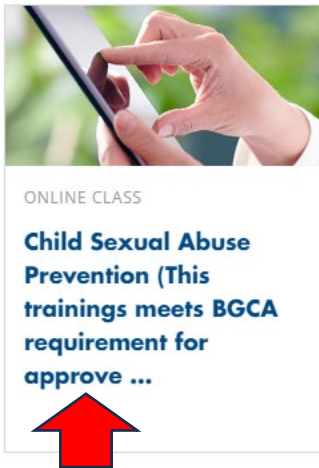 ONLINE CLASS
Child Sexual Abuse
Prevention (This
trainings meets BGCA
requirement for
approve ...